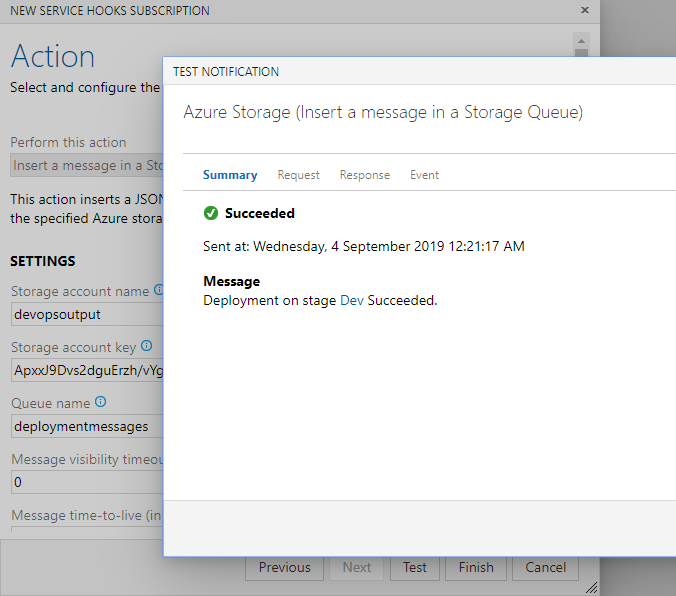 NEW SERVICE HOOKS SUBSCRIPTION
Action
Select and configure the
Perform this action
Insert a message in a Sto
This action inserts a JSON
the specified Azure stora
SETTINGS
Storage account name
devopsoutput
Storage account key
ApxxJ9Dvs2dguErzh/vYg
Queue name
deploymentmessages
Message visibility timeou
0
Message time-to-live (in
TEST NOTIFICATION
Azure Storage (Insert a message in a Storage Queue)
Summary Request Response Event
Succeeded
Sent at: Wednesday, 4 September 2019 12:21:17 AM
Message
Deployment on stage Dev Succeeded.
Previous Next Test Finish Cancel